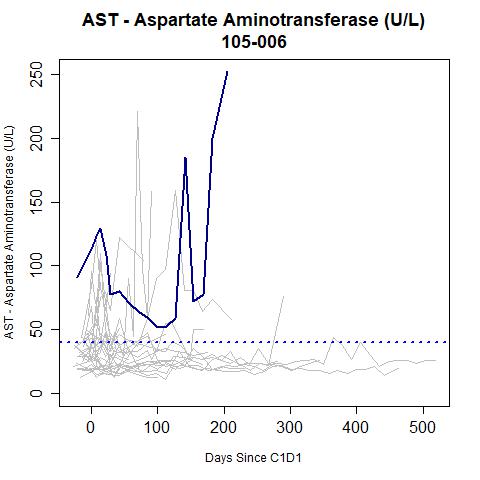 AST - Aspartate Aminotransferase (U/L)
105-006
AST - Aspartate Aminotransferase (U/L)
250
200
150
100
50
0
0 100 200 300 400 500
Days Since C1D1